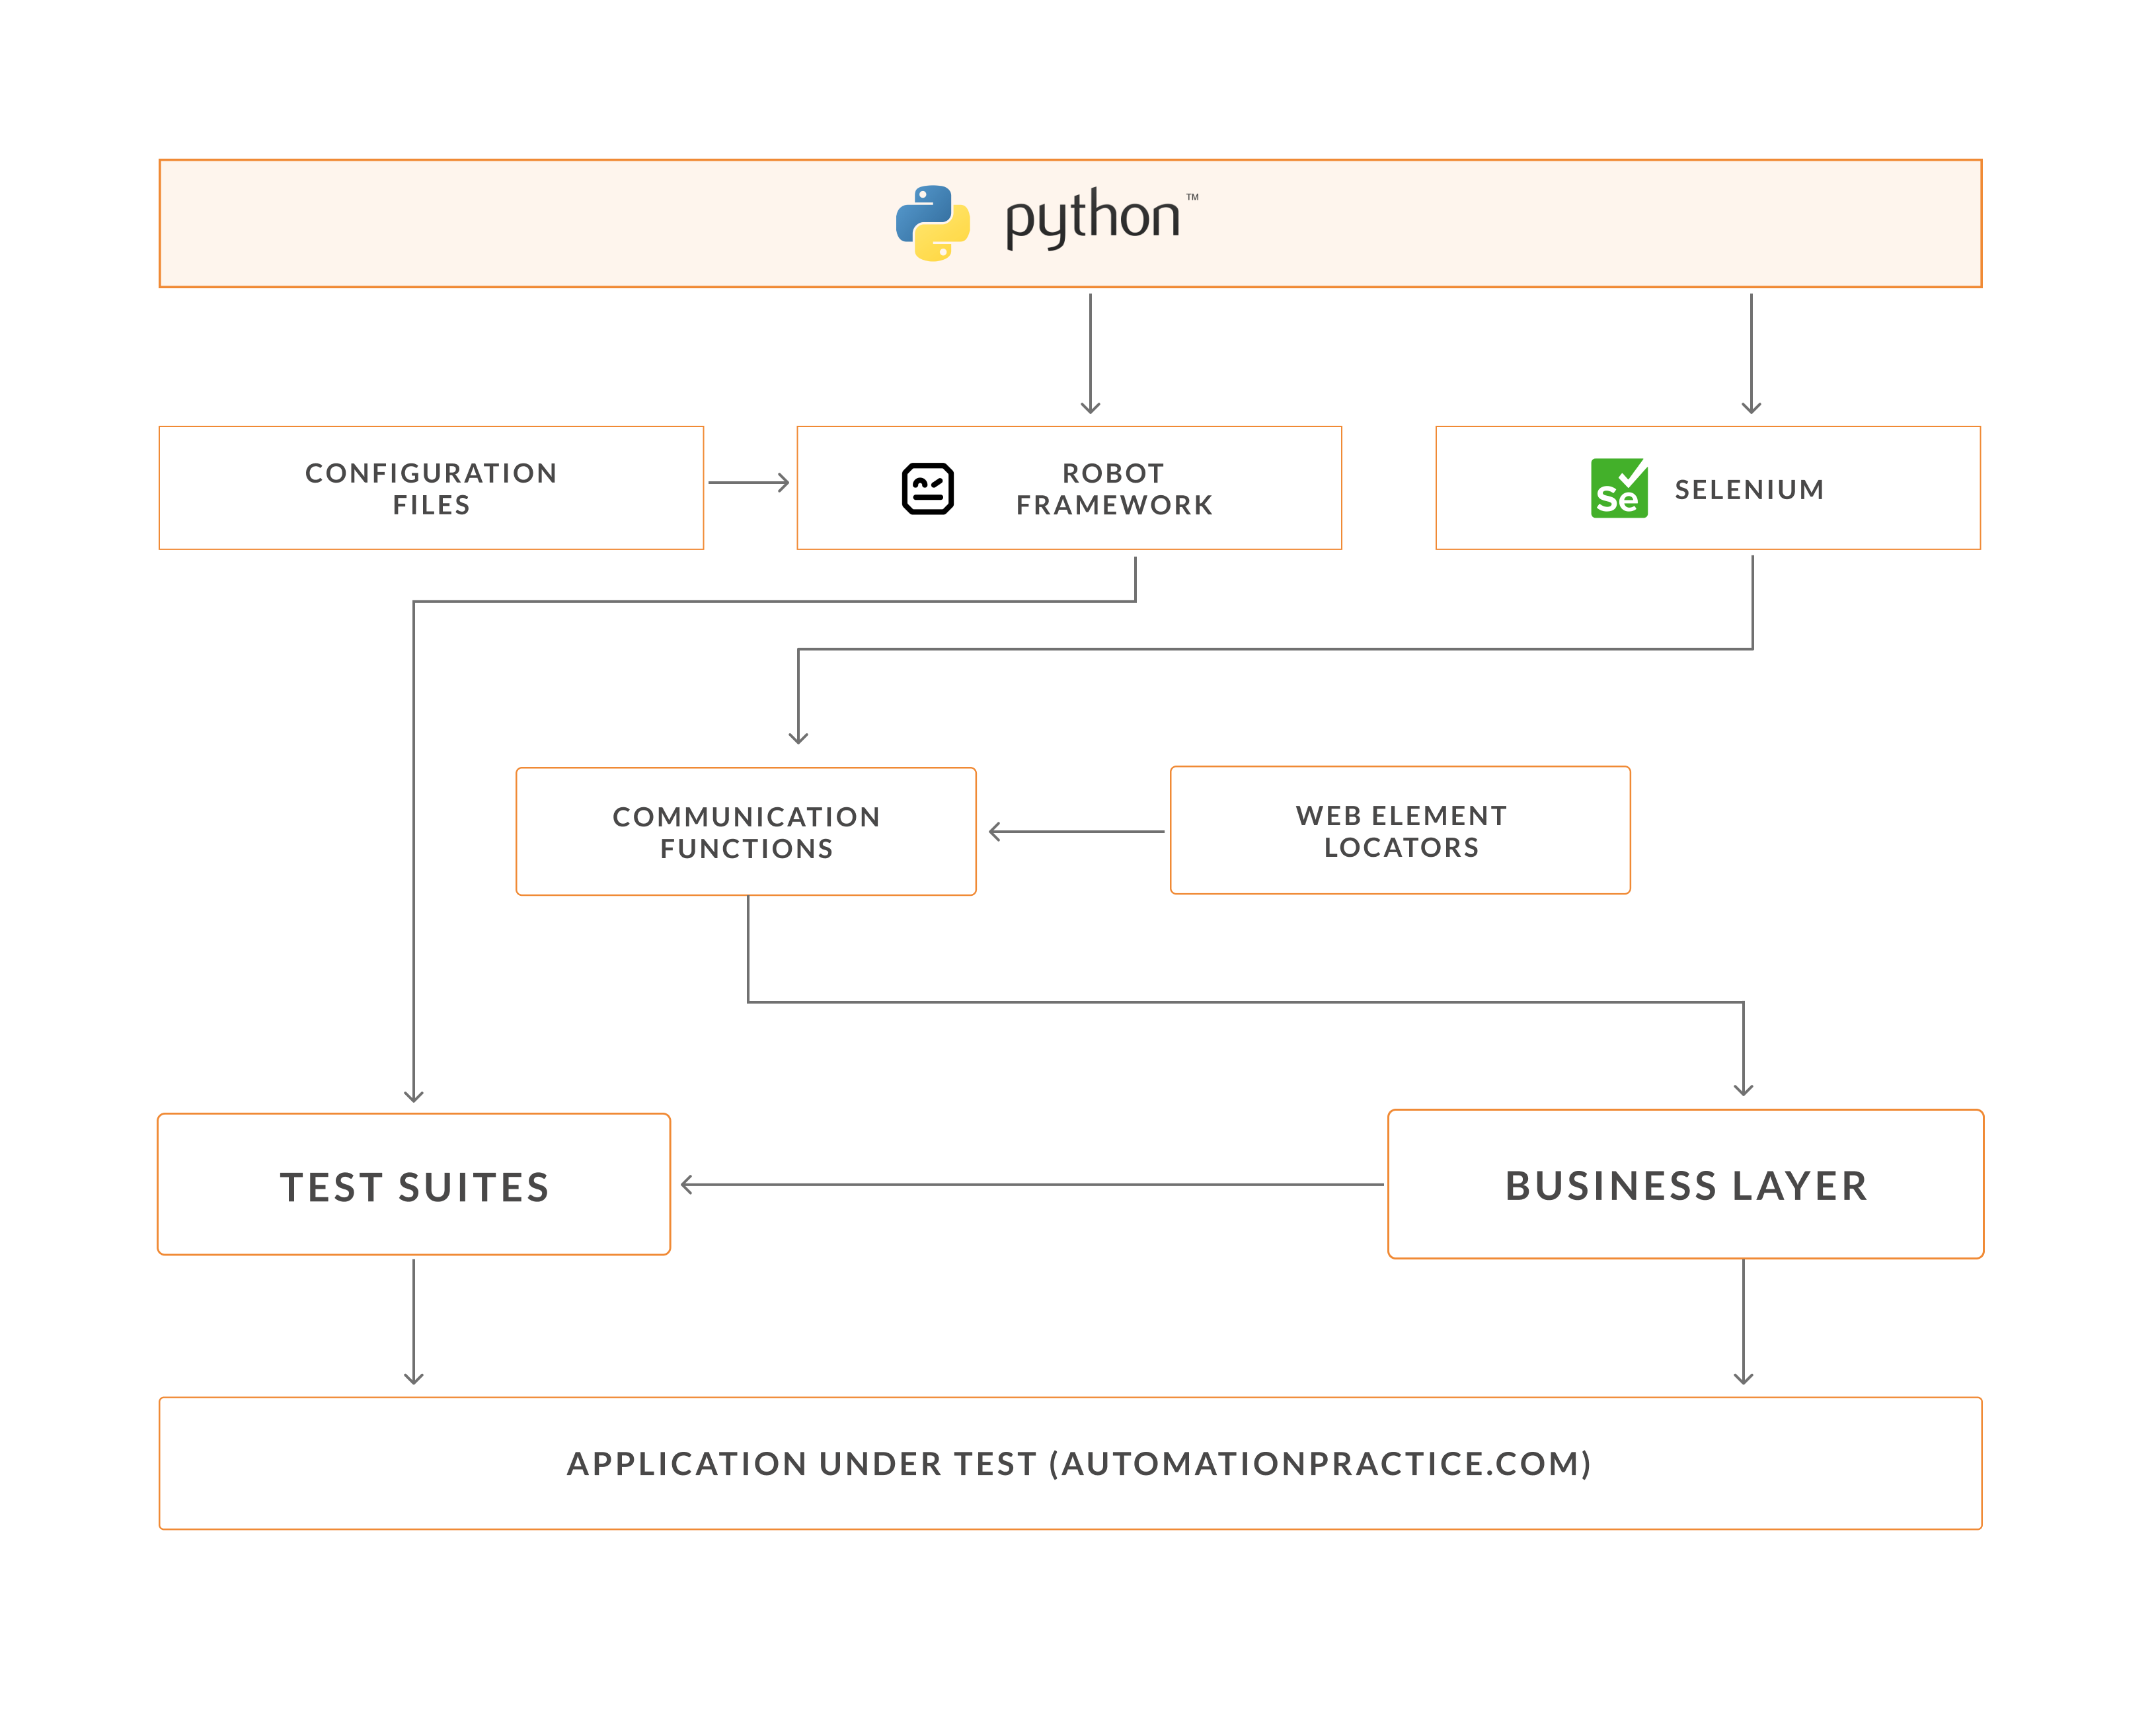 python™
CONFIGURATION
FILES
ROBOT
FRAMEWORK
Se
SELENIUM
COMMUNICATION
FUNCTIONS
WEB ELEMENT
LOCATORS
TEST SUITES
BUSINESS LAYER
APPLICATION UNDER TEST (AUTOMATIONPRACTICE.COM)